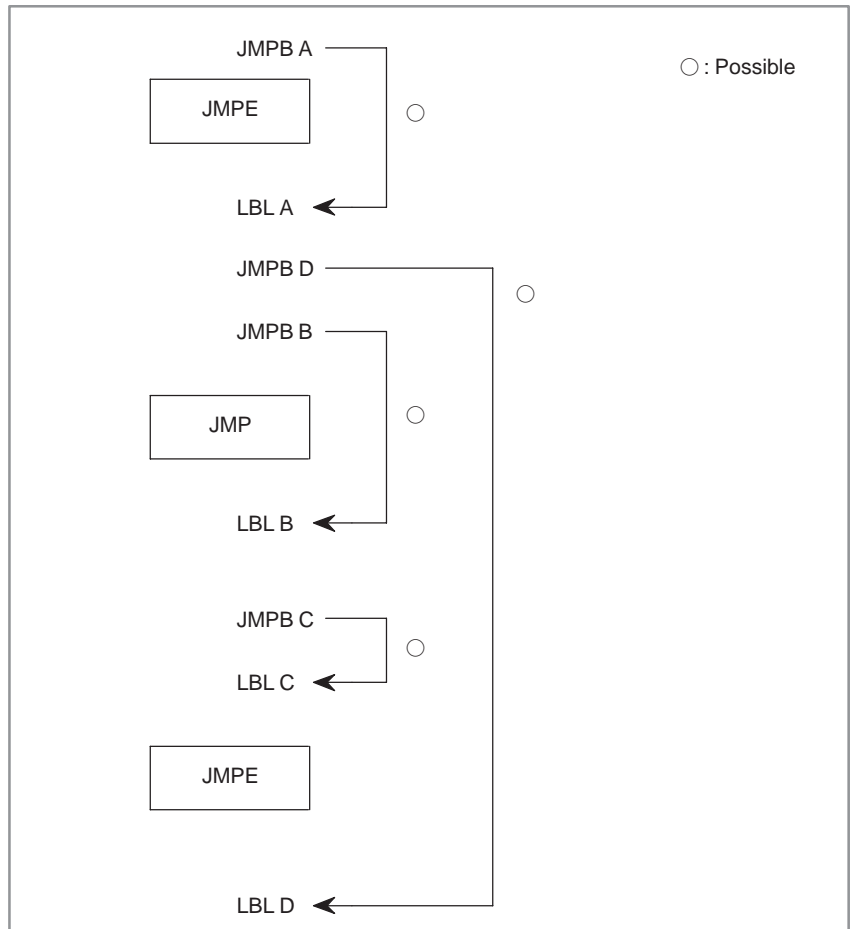 JMPB A
○ : Possible
JMPE
LBL A
JMPB D
JMPB B
JMP
LBL B
JMPB C
LBL C
JMPE
LBL D